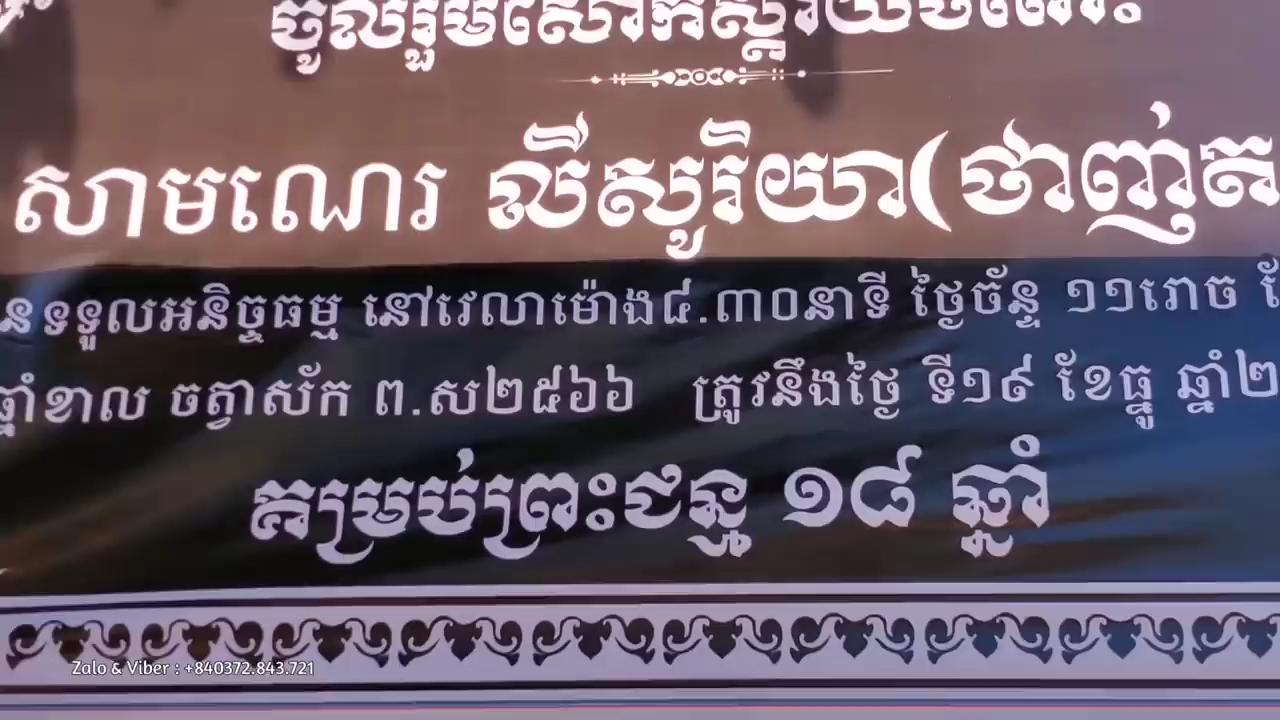 ចូលរួមសោកស្តាយចំពោះ
សាមណេរ លីសូរិយា(ថាញ់ត
នទទួលអនិច្ចធម្ម នៅវេលាម៉ោង៤.៣០នាទី ថ្ងៃច័ន្ទ ១១រោច ខែ
ឆ្នាំខាល ចត្វាស័ក ព.ស២៥៦៦ ត្រូវនឹងថ្ងៃ ទី១៩ ខែធ្នូ ឆ្នាំ២
គម្រប់ព្រះជន្ម ១៨ ឆ្នាំ
Zalo & Viber : +840372.843.721